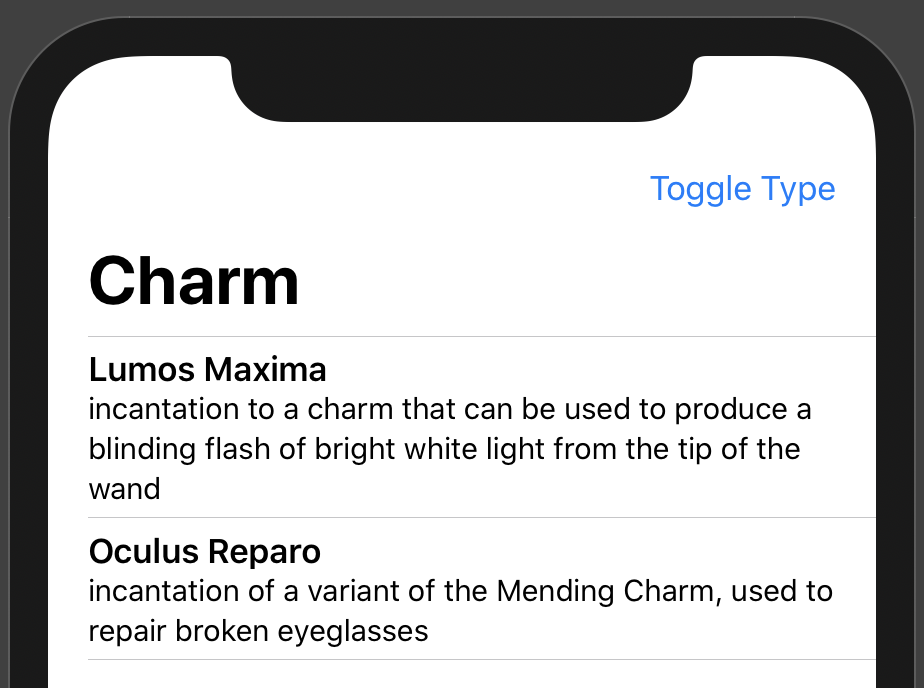 Toggle Type
Charm
Lumos Maxima
incantation to a charm that can be used to produce a
blinding flash of bright white light from the tip of the
wand
Oculus Reparo
incantation of a variant of the Mending Charm, used to
repair broken eyeglasses